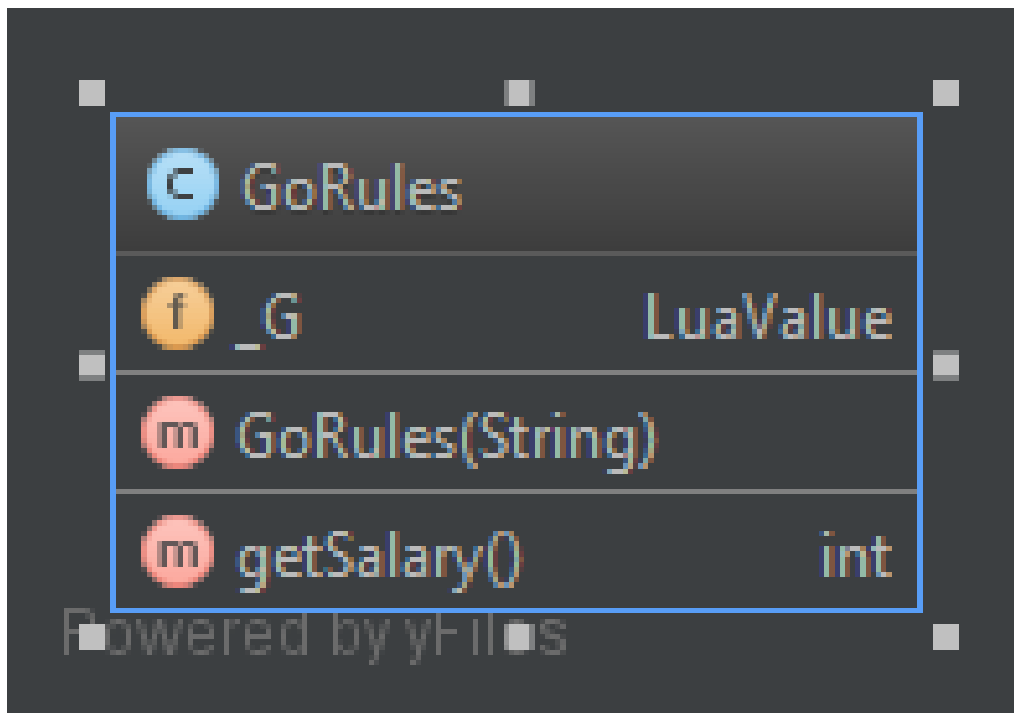 C GoRules
f _G LuaValue
m GoRules(String)
m getSalary() int
Powered by yFiles